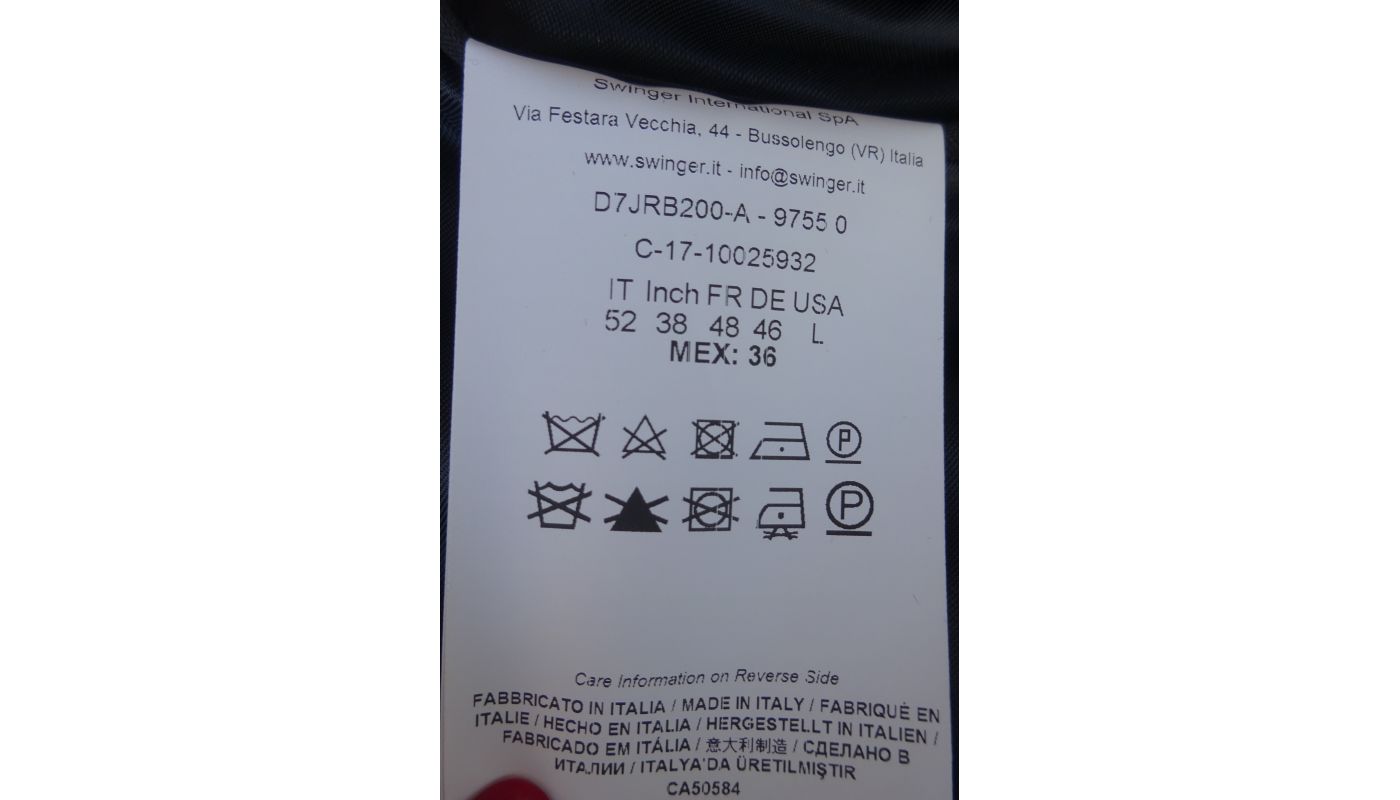 Swinger International SpA
Via Festara Vecchia, 44 - Bussolengo (VR) Italia
www.swinger.it - info@swinger.it
D7JRB200-A - 9755 0
C-17-10025932
IT Inch FR DE USA
52 38 48 46 L
MEX: 36
P
P
Care Information on Reverse Side
FABBRICATO IN ITALIA / MADE IN ITALY / FABRIQUÉ EN
ITALIE / HECHO EN ITALIA / HERGESTELLT IN ITALIEN /
FABRICADO EM ITÁLIA / 意大利制造 / СДЕЛАНО В
ИТАЛИИ / ITALYA'DA ÜRETILMIŞTIR
CA50584